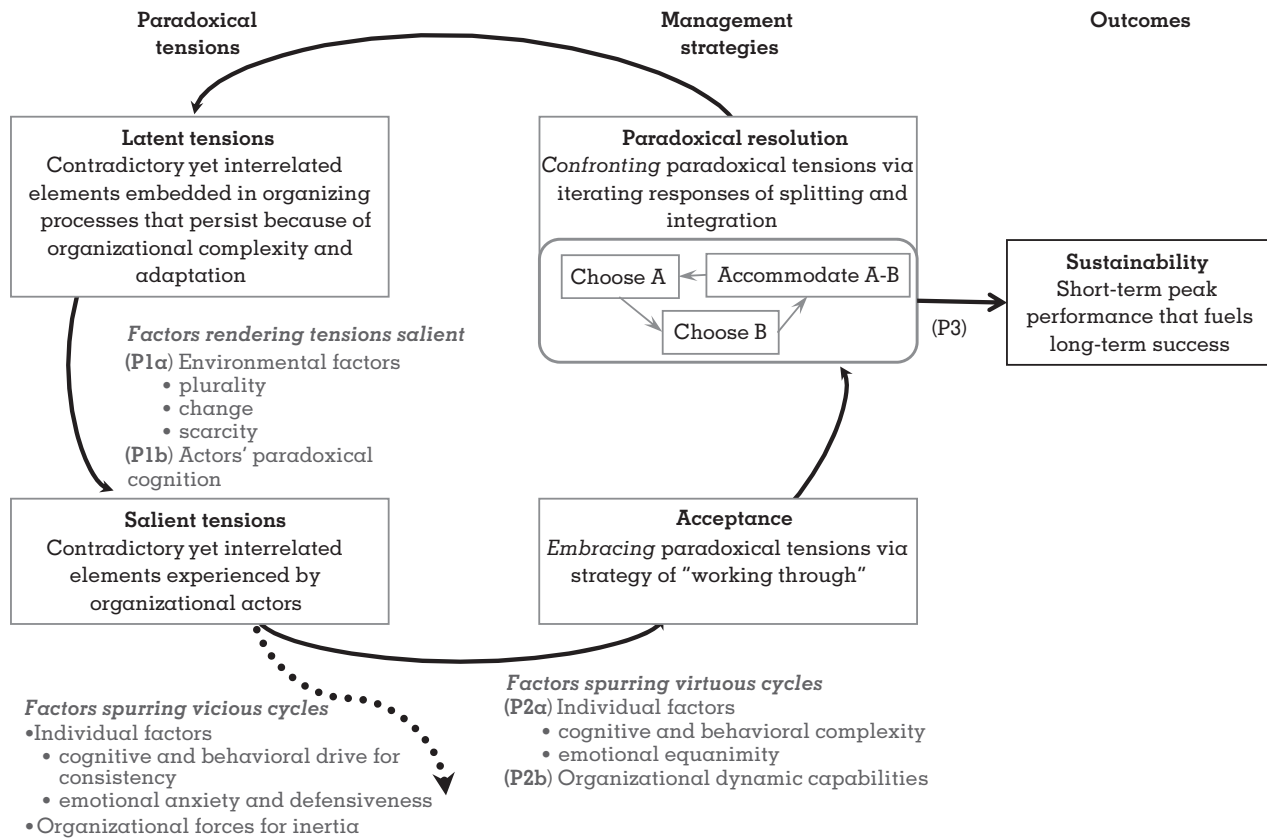 Paradoxical
tensions
Management
strategies
Outcomes
Latent tensions
Contradictory yet interrelated
elements embedded in organizing
processes that persist because of
organizational complexity and
adaptation
Paradoxical resolution
Confronting paradoxical tensions via
iterating responses of splitting and
integration
Choose A
Accommodate A-B
Choose B
(P3)
Sustainability
Short-term peak
performance that fuels
long-term success
Factors rendering tensions salient
(P1a) Environmental factors
• plurality
• change
• scarcity
(P1b) Actors’ paradoxical
cognition
Salient tensions
Contradictory yet interrelated
elements experienced by
organizational actors
Acceptance
Embracing paradoxical tensions via
strategy of “working through“
Factors spurring vicious cycles
•Individual factors
• cognitive and behavioral drive for
consistency
• emotional anxiety and defensiveness
•Organizational forces for inertia
Factors spurring virtuous cycles
(P2a) Individual factors
• cognitive and behavioral complexity
• emotional equanimity
(P2b) Organizational dynamic capabilities